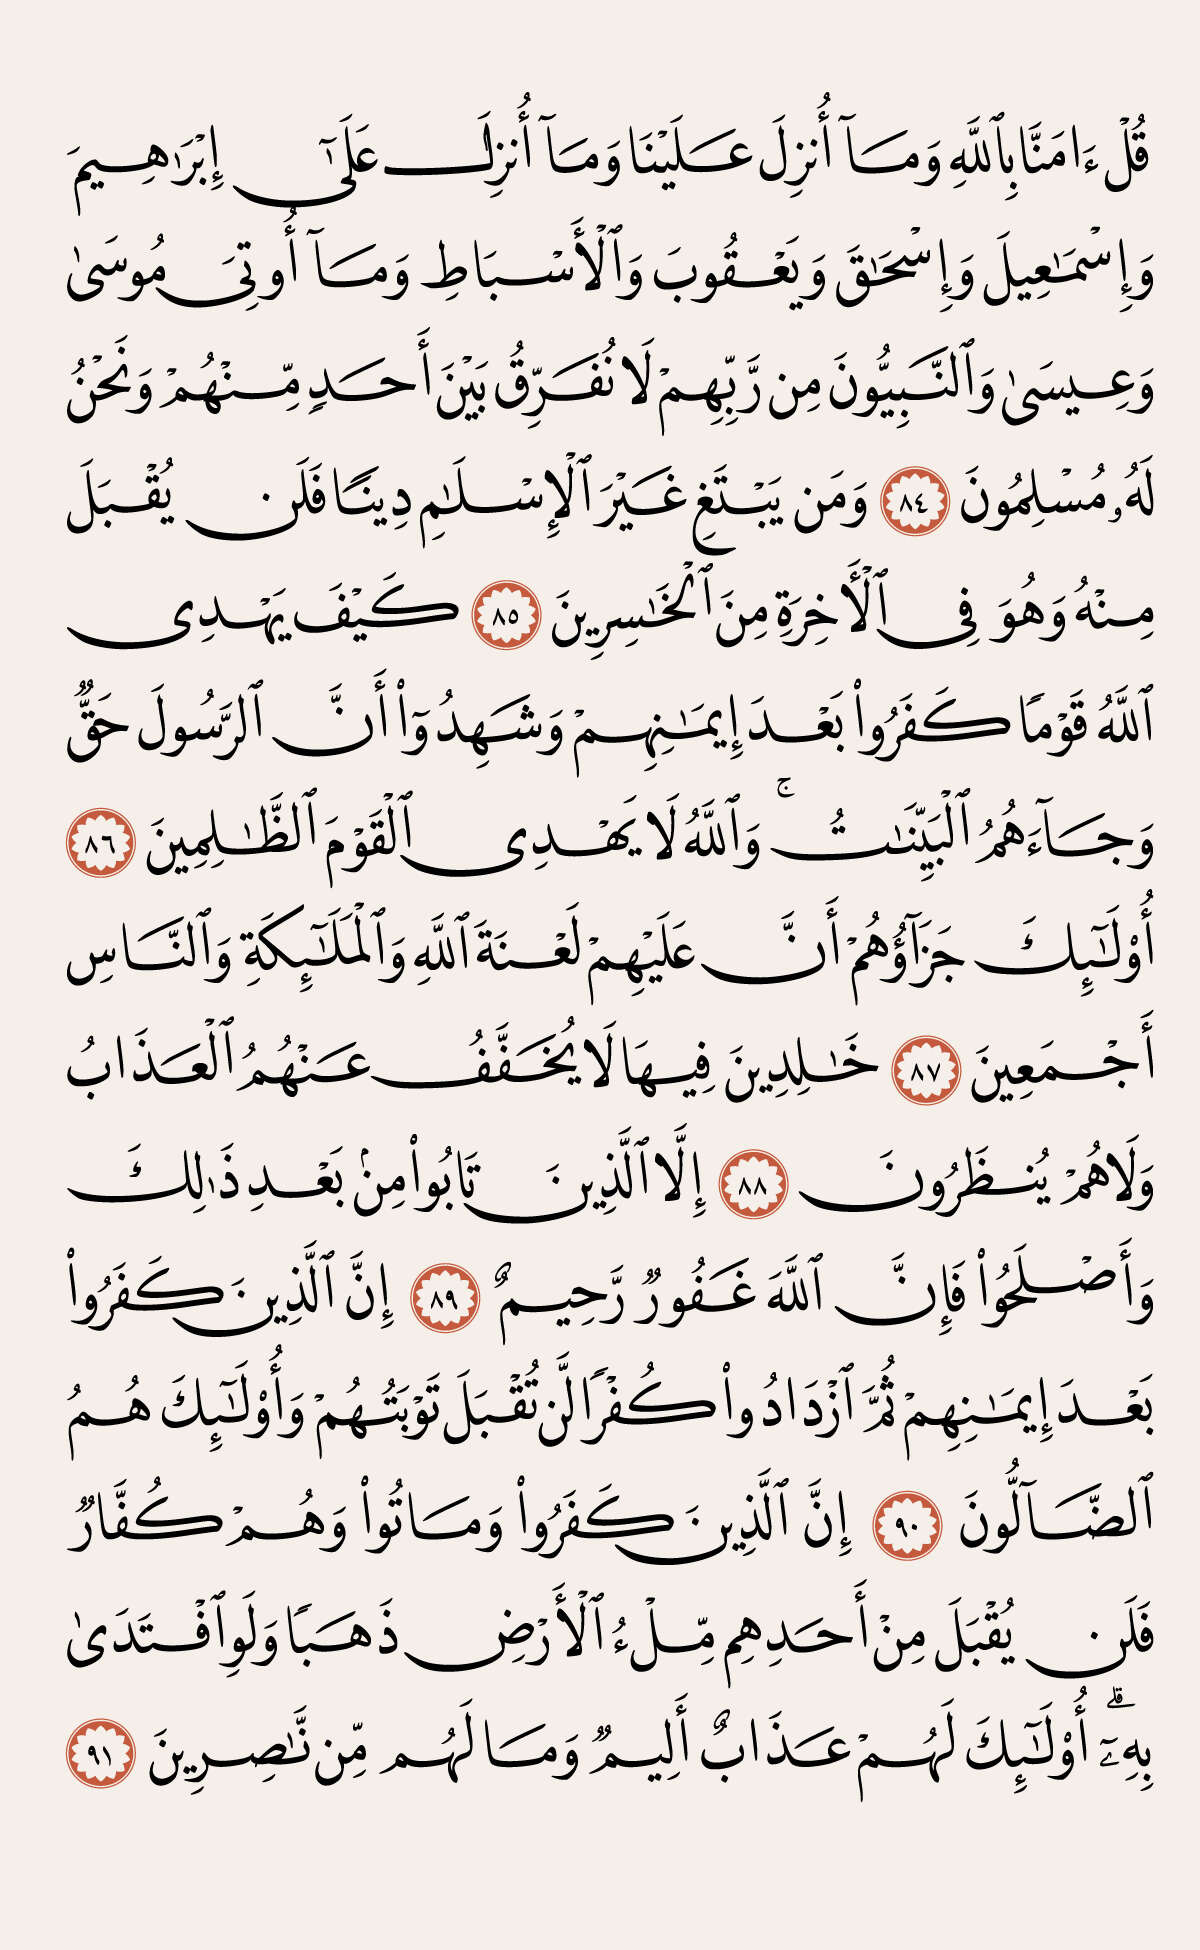 قُلْ ءَامَنَّا بِٱللَّهِ وَمَآ أُنزِلَ عَلَيْنَا وَمَآ أُنزِلَ عَلَىٰٓ إِبْرَٰهِيمَ
وَإِسْمَٰعِيلَ وَإِسْحَٰقَ وَيَعْقُوبَ وَٱلْأَسْبَاطِ وَمَآ أُوتِىَ مُوسَىٰ
وَعِيسَىٰ وَٱلنَّبِيُّونَ مِن رَّبِّهِمْ لَا نُفَرِّقُ بَيْنَ أَحَدٍ مِّنْهُمْ وَنَحْنُ
لَهُۥ مُسْلِمُونَ ٨٤ وَمَن يَبْتَغِ غَيْرَ ٱلْإِسْلَٰمِ دِينًا فَلَن يُقْبَلَ
مِنْهُ وَهُوَ فِى ٱلْأَخِرَةِ مِنَ ٱلْخَٰسِرِينَ ٨٥ كَيْفَ يَهْدِى
ٱللَّهُ قَوْمًا كَفَرُوا۟ بَعْدَ إِيمَٰنِهِمْ وَشَهِدُوٓا۟ أَنَّ ٱلرَّسُولَ حَقٌّ
وَجَآءَهُمُ ٱلْبَيِّنَٰتُ ۚ وَٱللَّهُ لَا يَهْدِى ٱلْقَوْمَ ٱلظَّٰلِمِينَ ٨٦
أُو۟لَٰٓئِكَ جَزَآؤُهُمْ أَنَّ عَلَيْهِمْ لَعْنَةَ ٱللَّهِ وَٱلْمَلَٰٓئِكَةِ وَٱلنَّاسِ
أَجْمَعِينَ ٨٧ خَٰلِدِينَ فِيهَا لَا يُخَفَّفُ عَنْهُمُ ٱلْعَذَابُ
وَلَا هُمْ يُنظَرُونَ ٨٨ إِلَّا ٱلَّذِينَ تَابُوا۟ مِنۢ بَعْدِ ذَٰلِكَ
وَأَصْلَحُوا۟ فَإِنَّ ٱللَّهَ غَفُورٌ رَّحِيمٌ ٨٩ إِنَّ ٱلَّذِينَ كَفَرُوا۟
بَعْدَ إِيمَٰنِهِمْ ثُمَّ ٱزْدَادُوا۟ كُفْرًا لَّن تُقْبَلَ تَوْبَتُهُمْ وَأُو۟لَٰٓئِكَ هُمُ
ٱلضَّآلُّونَ ٩٠ إِنَّ ٱلَّذِينَ كَفَرُوا۟ وَمَاتُوا۟ وَهُمْ كُفَّارٌ
فَلَن يُقْبَلَ مِنْ أَحَدِهِم مِّلْءُ ٱلْأَرْضِ ذَهَبًا وَلَوِ ٱفْتَدَىٰ
بِهِۦٓ ۗ أُو۟لَٰٓئِكَ لَهُمْ عَذَابٌ أَلِيمٌ وَمَا لَهُم مِّن نَّٰصِرِينَ ٩١